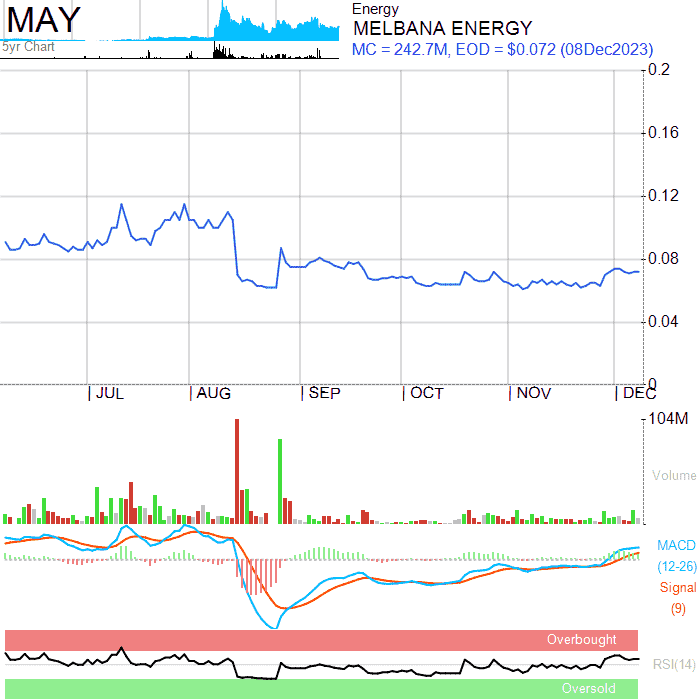 MAY
5yr Chart
Energy
MELBANA ENERGY
MC = 242.7M, EOD = $0.072 (08Dec2023)
0.2
0.16
0.12
0.08
0.04
0
JUL AUG SEP OCT NOV DEC
104M
Volume
MACD
(12-26)
Signal
(9)
Overbought
RSI(14)
Oversold